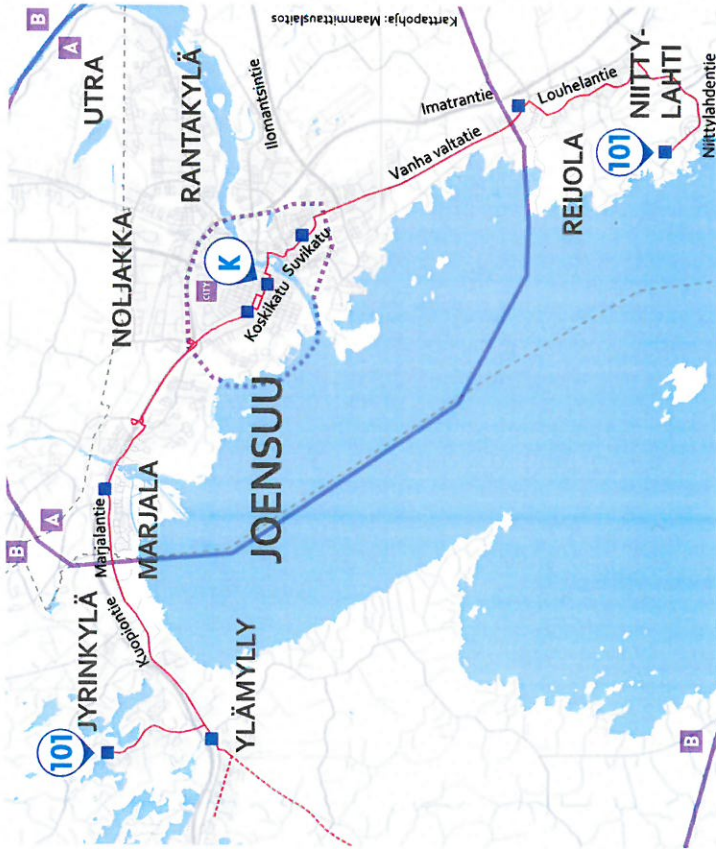 B
A
UTRA
RANTAKYLÄ
Ilomantsintie
Karttapohja: Maanmittauslaitos
NOLJAKKA
CITY
K
Koskikatu
Suvikatu
Imatrantie
Vanha valtatie
Louhelantie
NIITTY-
LAHTI
Niittylahdentie
101
REIJOLA
JOENSUU
B
A
Marjalantie
MARJALA
JYRINKYLÄ
Kuopiontie
101
YLÄMYLLY
B